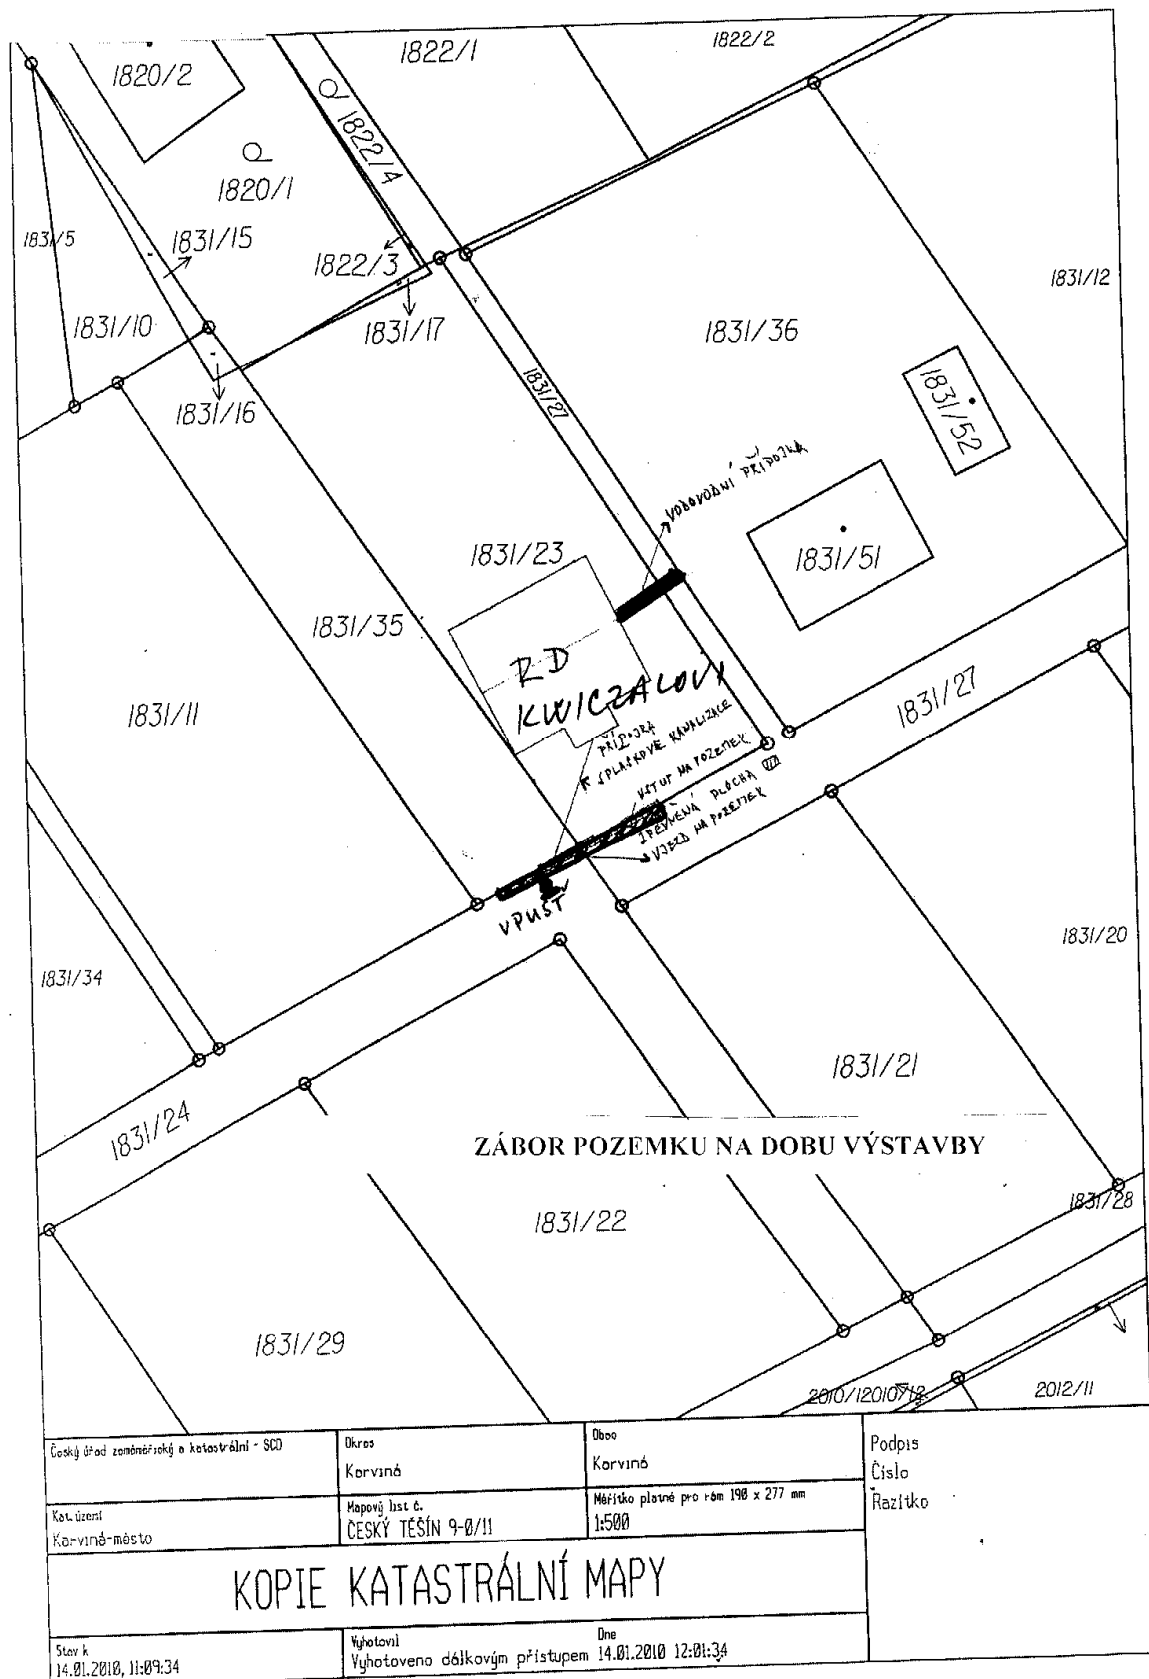 1822/1
1822/2
1820/2
1822/4
1820/1
1831/5
1831/15
1822/3
1831/12
1831/10
1831/17
1831/36
1831/27
1831/16
1831/52
VODOVODNÍ PŘÍPOJKA
1831/23
1831/51
1831/35
RD
KWICZALOVI
1831/11
1831/27
PŘÍPOJKA
SPLAŠKOVÉ KANALIZACE
VSTUP NA POZEMEK
ZPEVNĚNÁ PLOCHA
VJEZD NA POZEMEK
VPUSŤ
1831/34
1831/20
1831/21
1831/24
ZÁBOR POZEMKU NA DOBU VÝSTAVBY
1831/28
1831/22
1831/29
2010/12010/12
2012/11
Český úřad zeměměřický a katastrální - SCD
Okres
Karviná
Obec
Karviná
Podpis
Číslo
Razítko
Kat. území
Karviná-město
Mapový list č.
ČESKÝ TĚŠÍN 9-0/11
Měřítko platné pro rám 190 x 277 mm
1:500
KOPIE KATASTRÁLNÍ MAPY
Stav k
14.01.2010, 11:09:34
Vyhotovil
Vyhotoveno dálkovým přístupem
Dne
14.01.2010 12:01:34